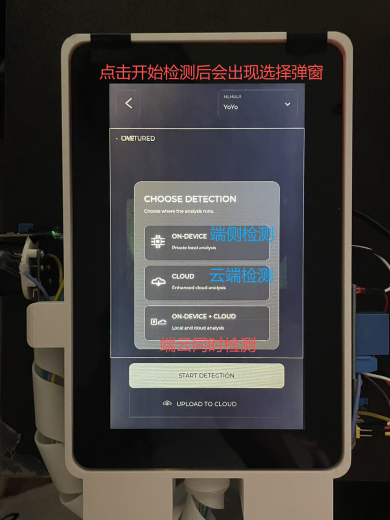 点击开始检测后会出现选择弹窗
YoYo
CHOOSE DETECTION
Choose where the analysis runs.
ON-DEVICE 端侧检测
Private local analysis
CLOUD 云端检测
Enhanced cloud analysis
ON-DEVICE + CLOUD
Local and cloud analysis
端云同时检测
START DETECTION
UPLOAD TO CLOUD